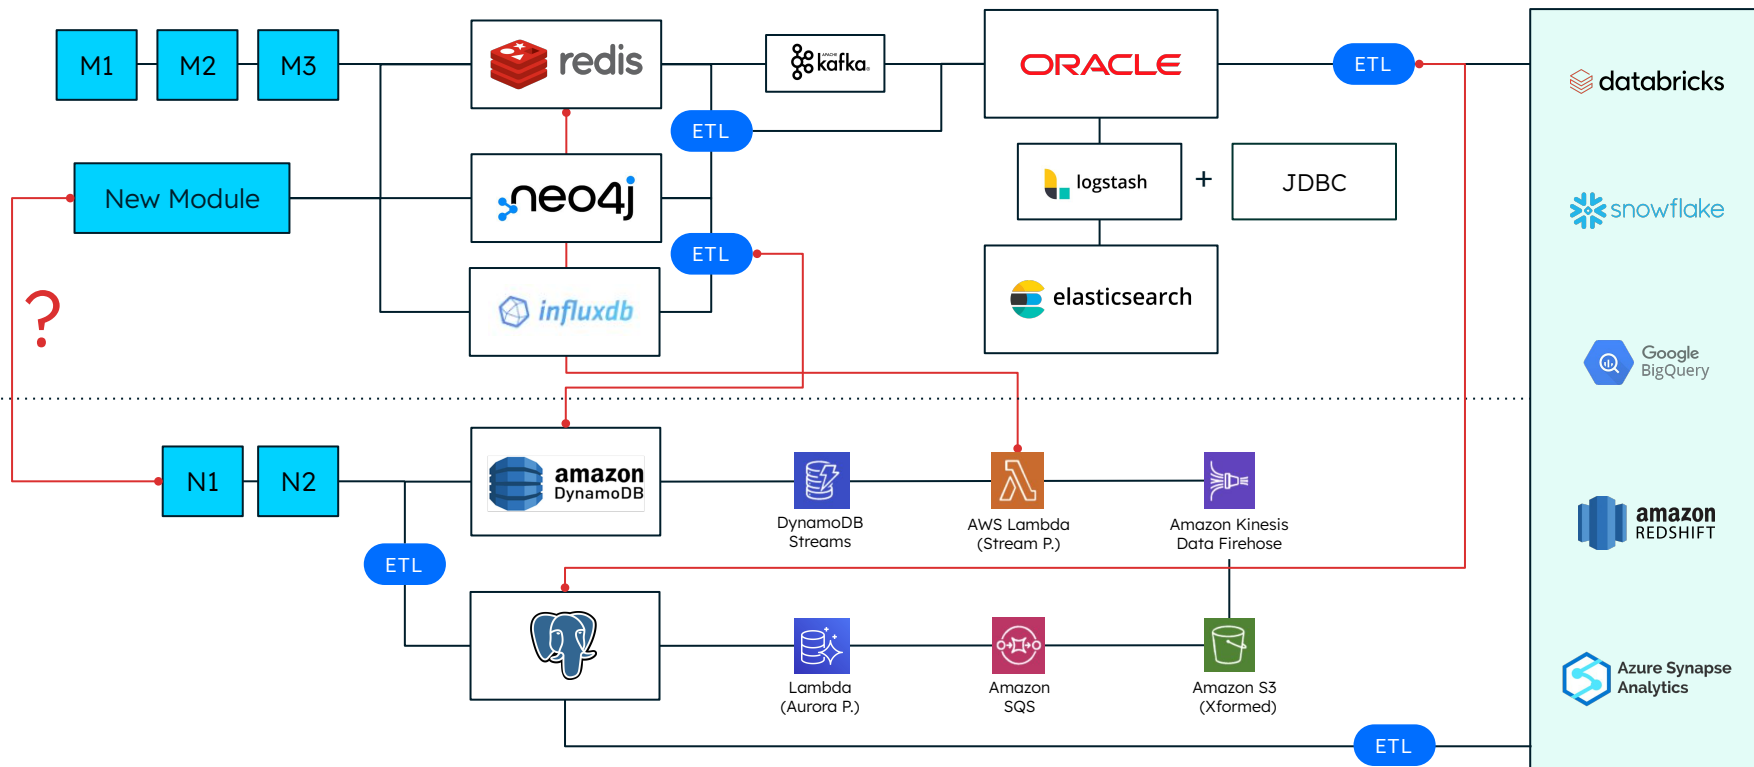 M1
M2
M3
redis
APACHE
kafka.
ORACLE
ETL
databricks
ETL
New Module
neo4j
logstash
+
JDBC
snowflake
ETL
?
influxdb
elasticsearch
Google
BigQuery
N1
N2
amazon
DynamoDB
DynamoDB
Streams
AWS Lambda
(Stream P.)
Amazon Kinesis
Data Firehose
amazon
REDSHIFT
ETL
Lambda
(Aurora P.)
Amazon
SQS
Amazon S3
(Xformed)
Azure Synapse
Analytics
ETL